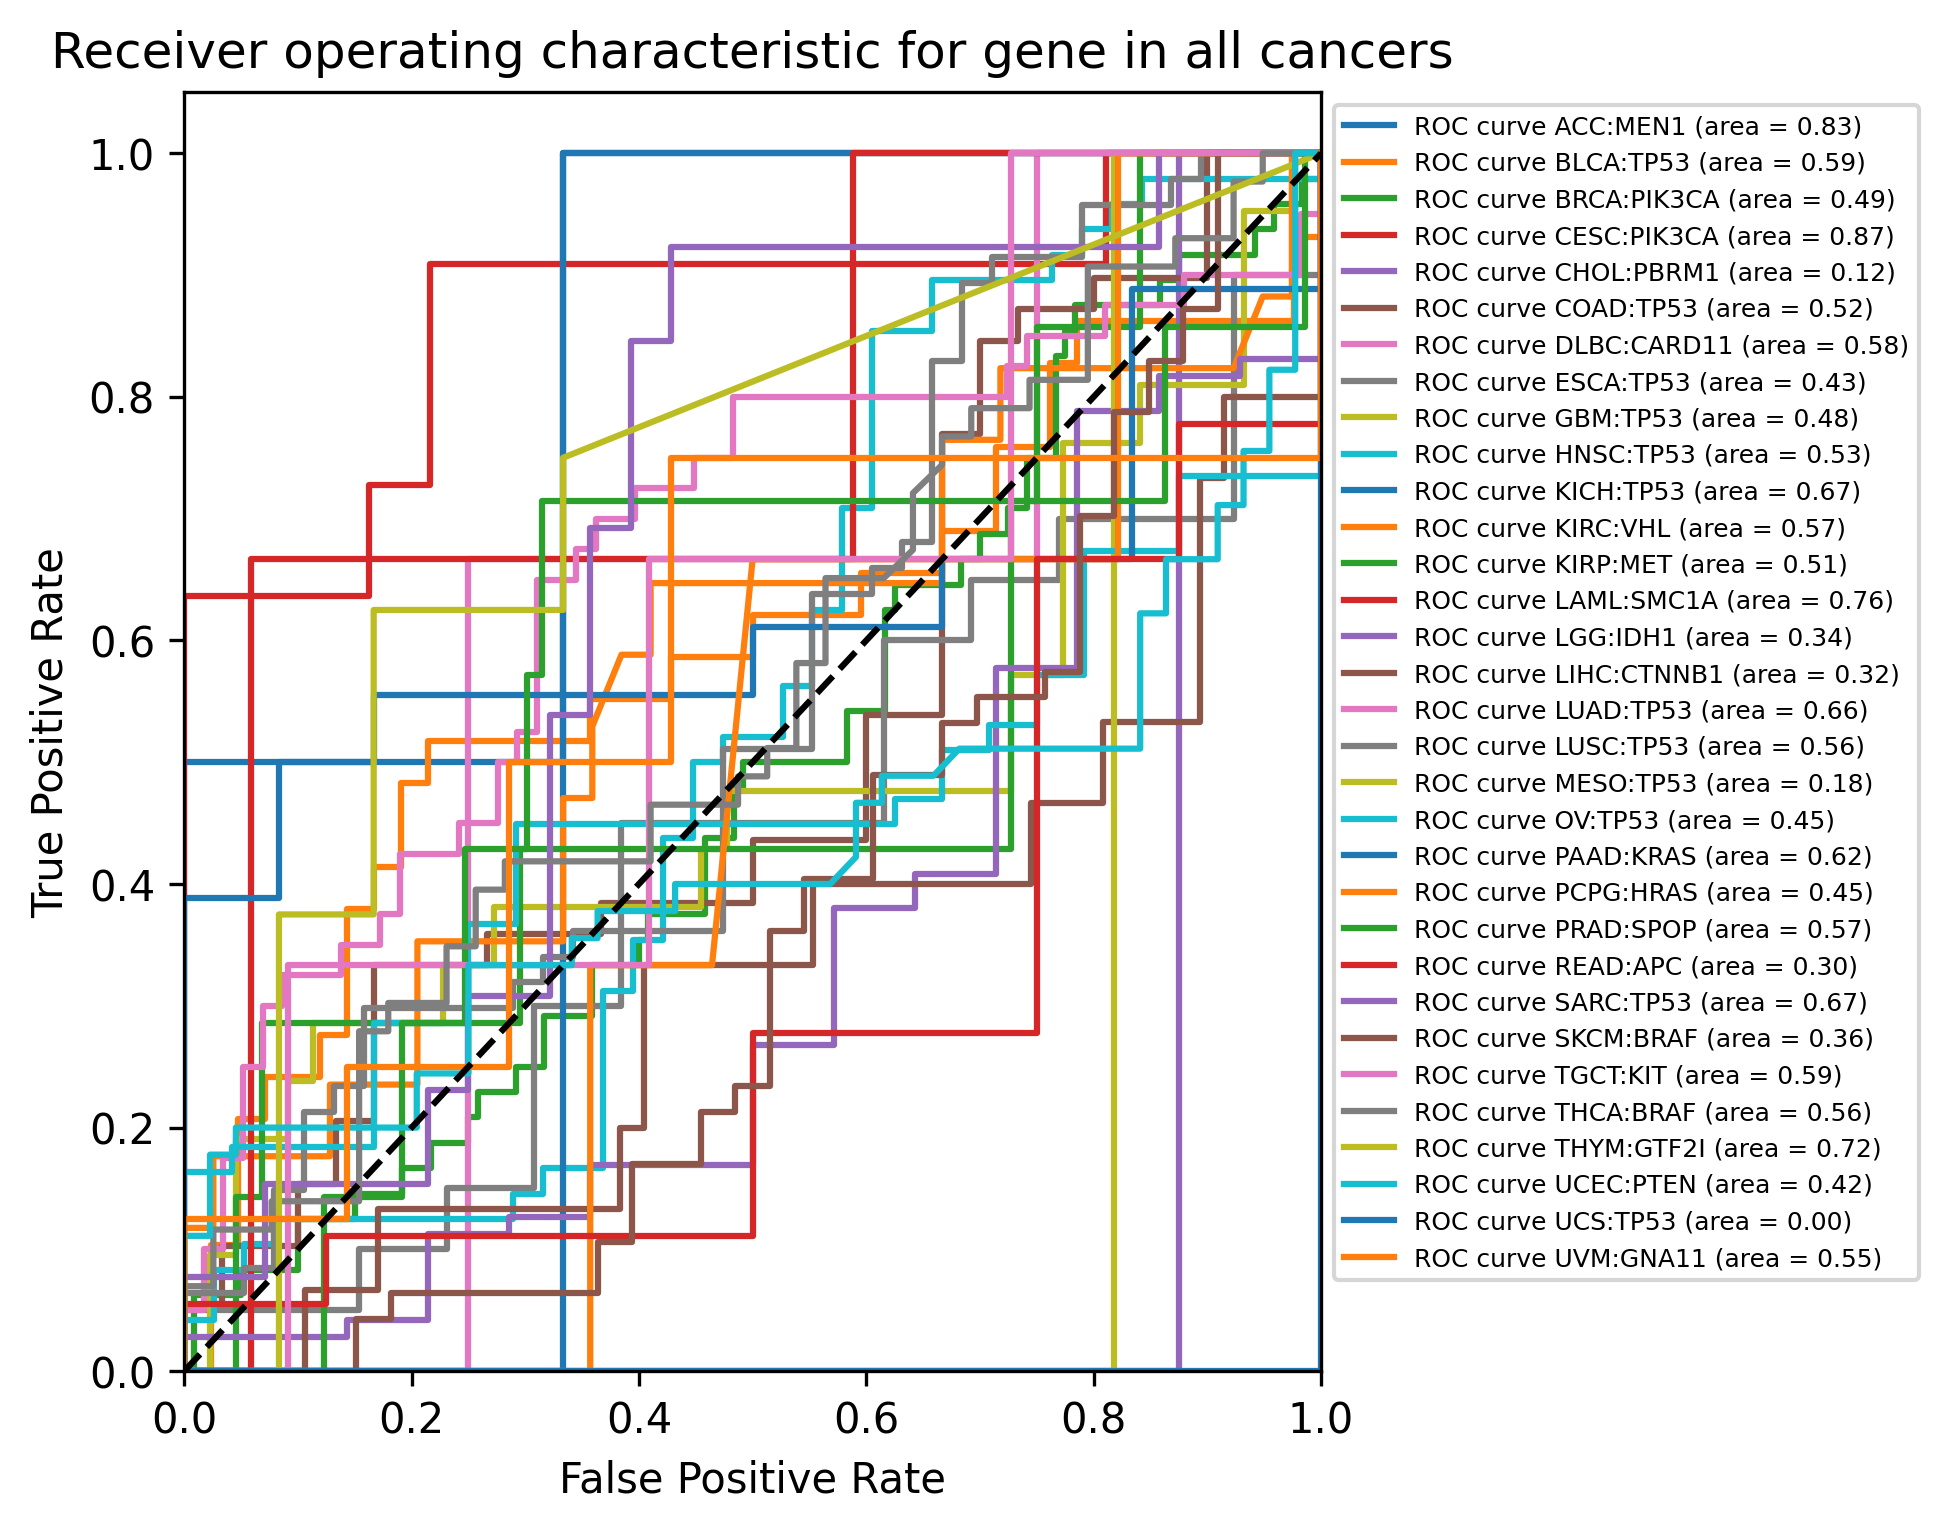 Receiver operating characteristic for gene in all cancers
ROC curve ACC:MEN1 (area = 0.83)
ROC curve BLCA:TP53 (area = 0.59)
ROC curve BRCA:PIK3CA (area = 0.49)
ROC curve CESC:PIK3CA (area = 0.87)
ROC curve CHOL:PBRM1 (area = 0.12)
ROC curve COAD:TP53 (area = 0.52)
ROC curve DLBC:CARD11 (area = 0.58)
ROC curve ESCA:TP53 (area = 0.43)
ROC curve GBM:TP53 (area = 0.48)
ROC curve HNSC:TP53 (area = 0.53)
ROC curve KICH:TP53 (area = 0.67)
ROC curve KIRC:VHL (area = 0.57)
ROC curve KIRP:MET (area = 0.51)
ROC curve LAML:SMC1A (area = 0.76)
ROC curve LGG:IDH1 (area = 0.34)
ROC curve LIHC:CTNNB1 (area = 0.32)
ROC curve LUAD:TP53 (area = 0.66)
ROC curve LUSC:TP53 (area = 0.56)
ROC curve MESO:TP53 (area = 0.18)
ROC curve OV:TP53 (area = 0.45)
ROC curve PAAD:KRAS (area = 0.62)
ROC curve PCPG:HRAS (area = 0.45)
ROC curve PRAD:SPOP (area = 0.57)
ROC curve READ:APC (area = 0.30)
ROC curve SARC:TP53 (area = 0.67)
ROC curve SKCM:BRAF (area = 0.36)
ROC curve TGCT:KIT (area = 0.59)
ROC curve THCA:BRAF (area = 0.56)
ROC curve THYM:GTF2I (area = 0.72)
ROC curve UCEC:PTEN (area = 0.42)
ROC curve UCS:TP53 (area = 0.00)
ROC curve UVM:GNA11 (area = 0.55)
True Positive Rate
1.0
0.8
0.6
0.4
0.2
0.0
0.0 0.2 0.4 0.6 0.8 1.0
False Positive Rate